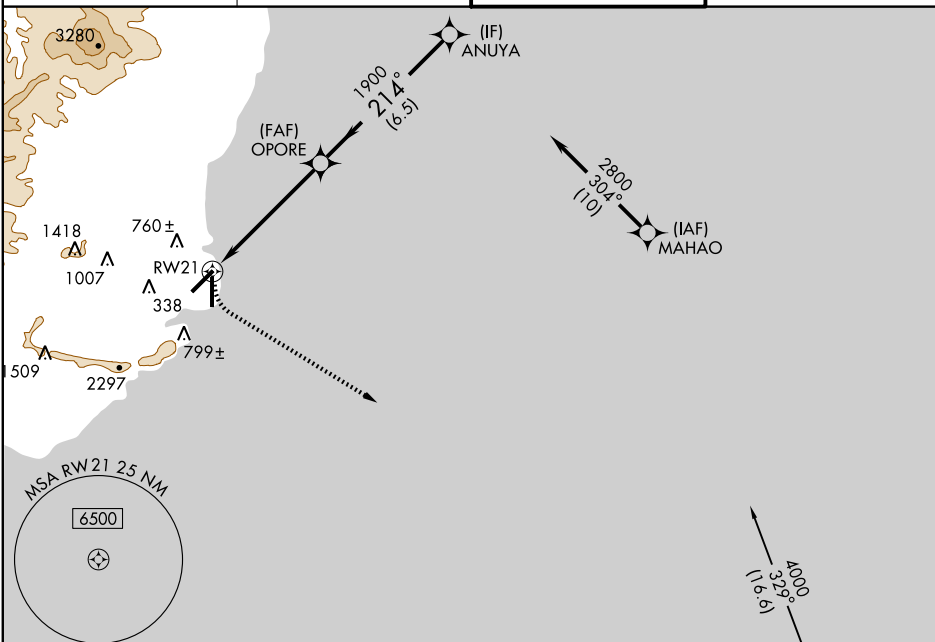 3280
(IF)
ANUYA
1900
214°
(6.5)
(FAF)
OPORE
2800
304°
(10)
(IAF)
MAHAO
1418
760±
1007
RW21
338
799±
1509
2297
MSA RW21 25 NM
6500
4000
329°
(16.6)